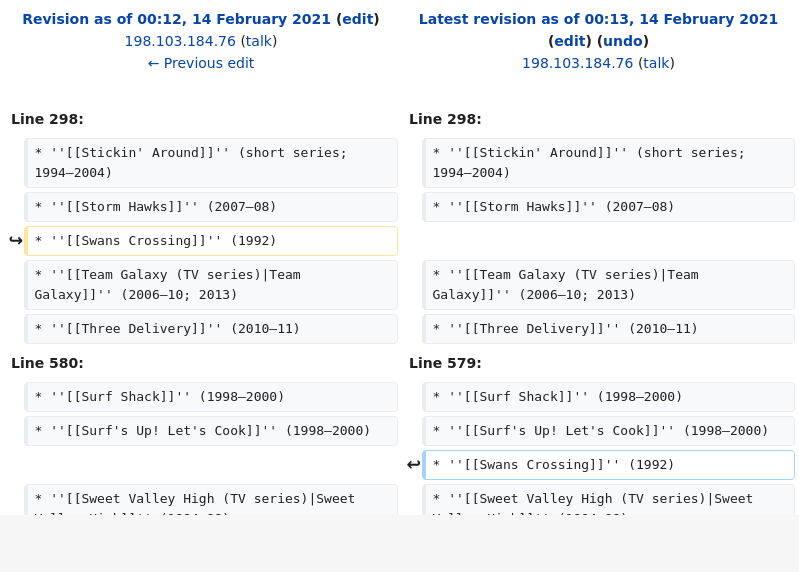 Revision as of 00:12, 14 February 2021 (edit)
198.103.184.76 (talk)
← Previous edit
Latest revision as of 00:13, 14 February 2021
(edit) (undo)
198.103.184.76 (talk)
Line 298:
Line 298:
* ''[[Stickin' Around]]'' (short series;
1994–2004)
* ''[[Stickin' Around]]'' (short series;
1994–2004)
* ''[[Storm Hawks]]'' (2007–08)
* ''[[Storm Hawks]]'' (2007–08)
* ''[[Swans Crossing]]'' (1992)
* ''[[Team Galaxy (TV series)|Team
Galaxy]]'' (2006–10; 2013)
* ''[[Team Galaxy (TV series)|Team
Galaxy]]'' (2006–10; 2013)
* ''[[Three Delivery]]'' (2010–11)
* ''[[Three Delivery]]'' (2010–11)
Line 580:
Line 579:
* ''[[Surf Shack]]'' (1998–2000)
* ''[[Surf Shack]]'' (1998–2000)
* ''[[Surf's Up! Let's Cook]]'' (1998–2000)
* ''[[Surf's Up! Let's Cook]]'' (1998–2000)
* ''[[Swans Crossing]]'' (1992)
* ''[[Sweet Valley High (TV series)|Sweet
* ''[[Sweet Valley High (TV series)|Sweet